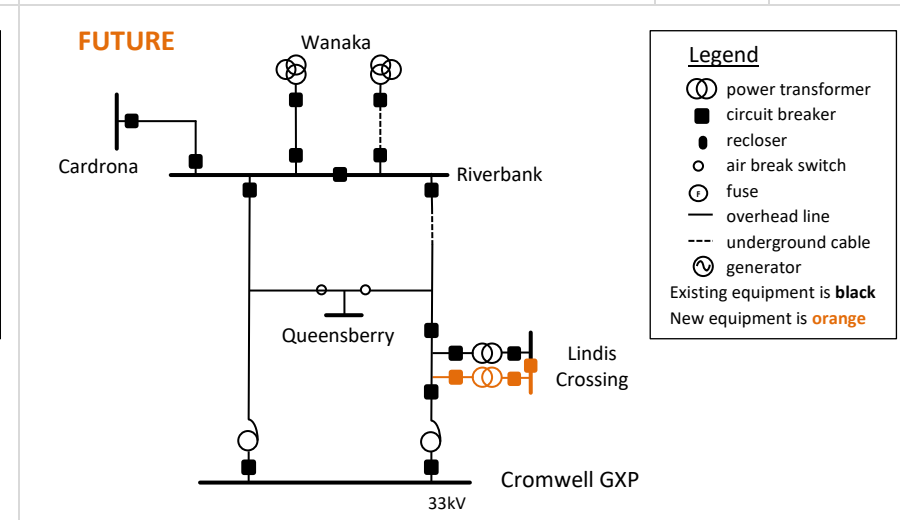 FUTURE
Wanaka
Cardrona
Riverbank
Queensberry
Lindis
Crossing
Cromwell GXP
33kV
Legend
power transformer
circuit breaker
recloser
air break switch
F fuse
overhead line
underground cable
generator
Existing equipment is black
New equipment is orange